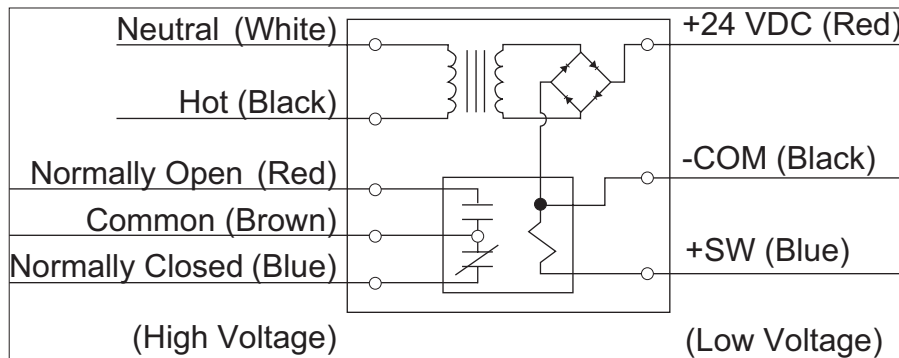 Neutral (White)
Hot (Black)
Normally Open (Red)
Common (Brown)
Normally Closed (Blue)
(High Voltage)
+24 VDC (Red)
-COM (Black)
+SW (Blue)
(Low Voltage)